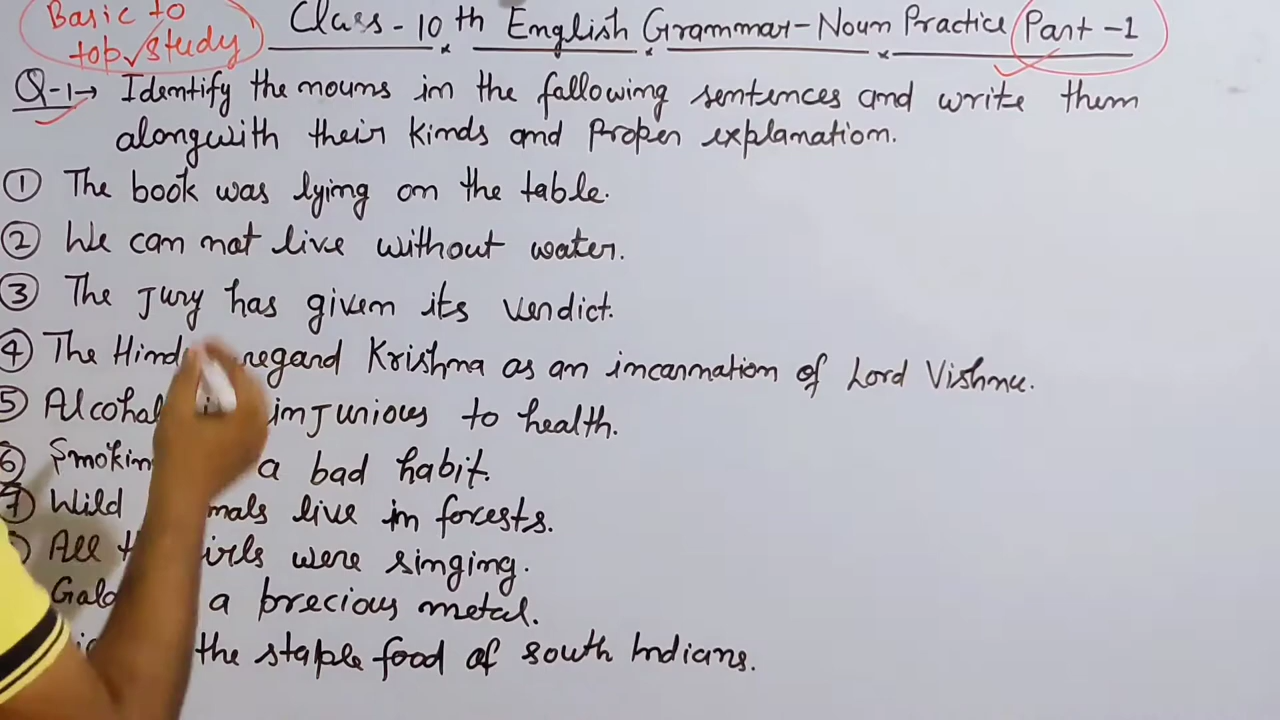 Basic to
top study
Class - 10 th English Grammar - Noun Practice Part - 1
Q-1→ Identify the nouns in the following sentences and write them
alongwith their kinds and Proper explanation.
① The book was lying on the table.
② We can not live without water.
③ The Jury has given its verdict.
④ The regard Krishna as an incarnation of Lord Vishnu.
⑤ injurious to health.
⑥ a bad habit.
⑦ Wild live in forests.
All were singing.
a precious metal.
the staple food of south Indians.